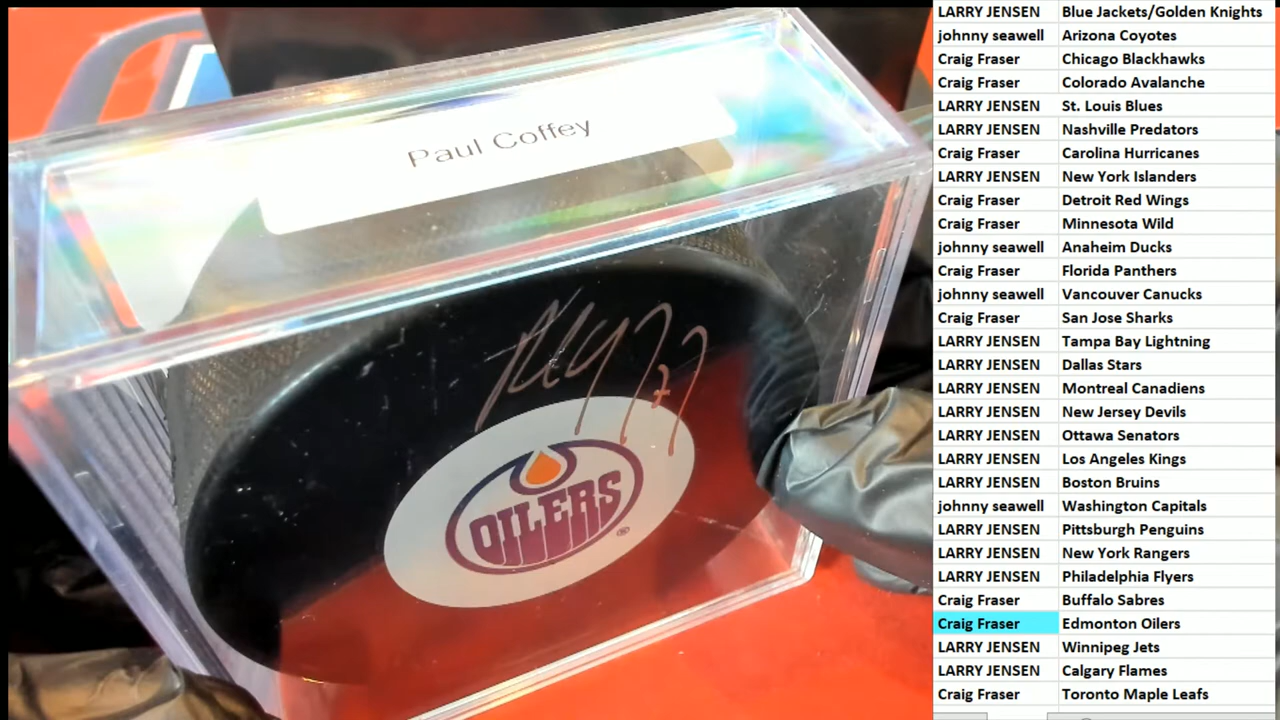 Paul Coffey
7
OILERS
®
LARRY JENSEN Blue Jackets/Golden Knights
johnny seawell Arizona Coyotes
Craig Fraser Chicago Blackhawks
Craig Fraser Colorado Avalanche
LARRY JENSEN St. Louis Blues
LARRY JENSEN Nashville Predators
Craig Fraser Carolina Hurricanes
LARRY JENSEN New York Islanders
Craig Fraser Detroit Red Wings
Craig Fraser Minnesota Wild
johnny seawell Anaheim Ducks
Craig Fraser Florida Panthers
johnny seawell Vancouver Canucks
Craig Fraser San Jose Sharks
LARRY JENSEN Tampa Bay Lightning
LARRY JENSEN Dallas Stars
LARRY JENSEN Montreal Canadiens
LARRY JENSEN New Jersey Devils
LARRY JENSEN Ottawa Senators
LARRY JENSEN Los Angeles Kings
LARRY JENSEN Boston Bruins
johnny seawell Washington Capitals
LARRY JENSEN Pittsburgh Penguins
LARRY JENSEN New York Rangers
LARRY JENSEN Philadelphia Flyers
Craig Fraser Buffalo Sabres
Craig Fraser Edmonton Oilers
LARRY JENSEN Winnipeg Jets
LARRY JENSEN Calgary Flames
Craig Fraser Toronto Maple Leafs